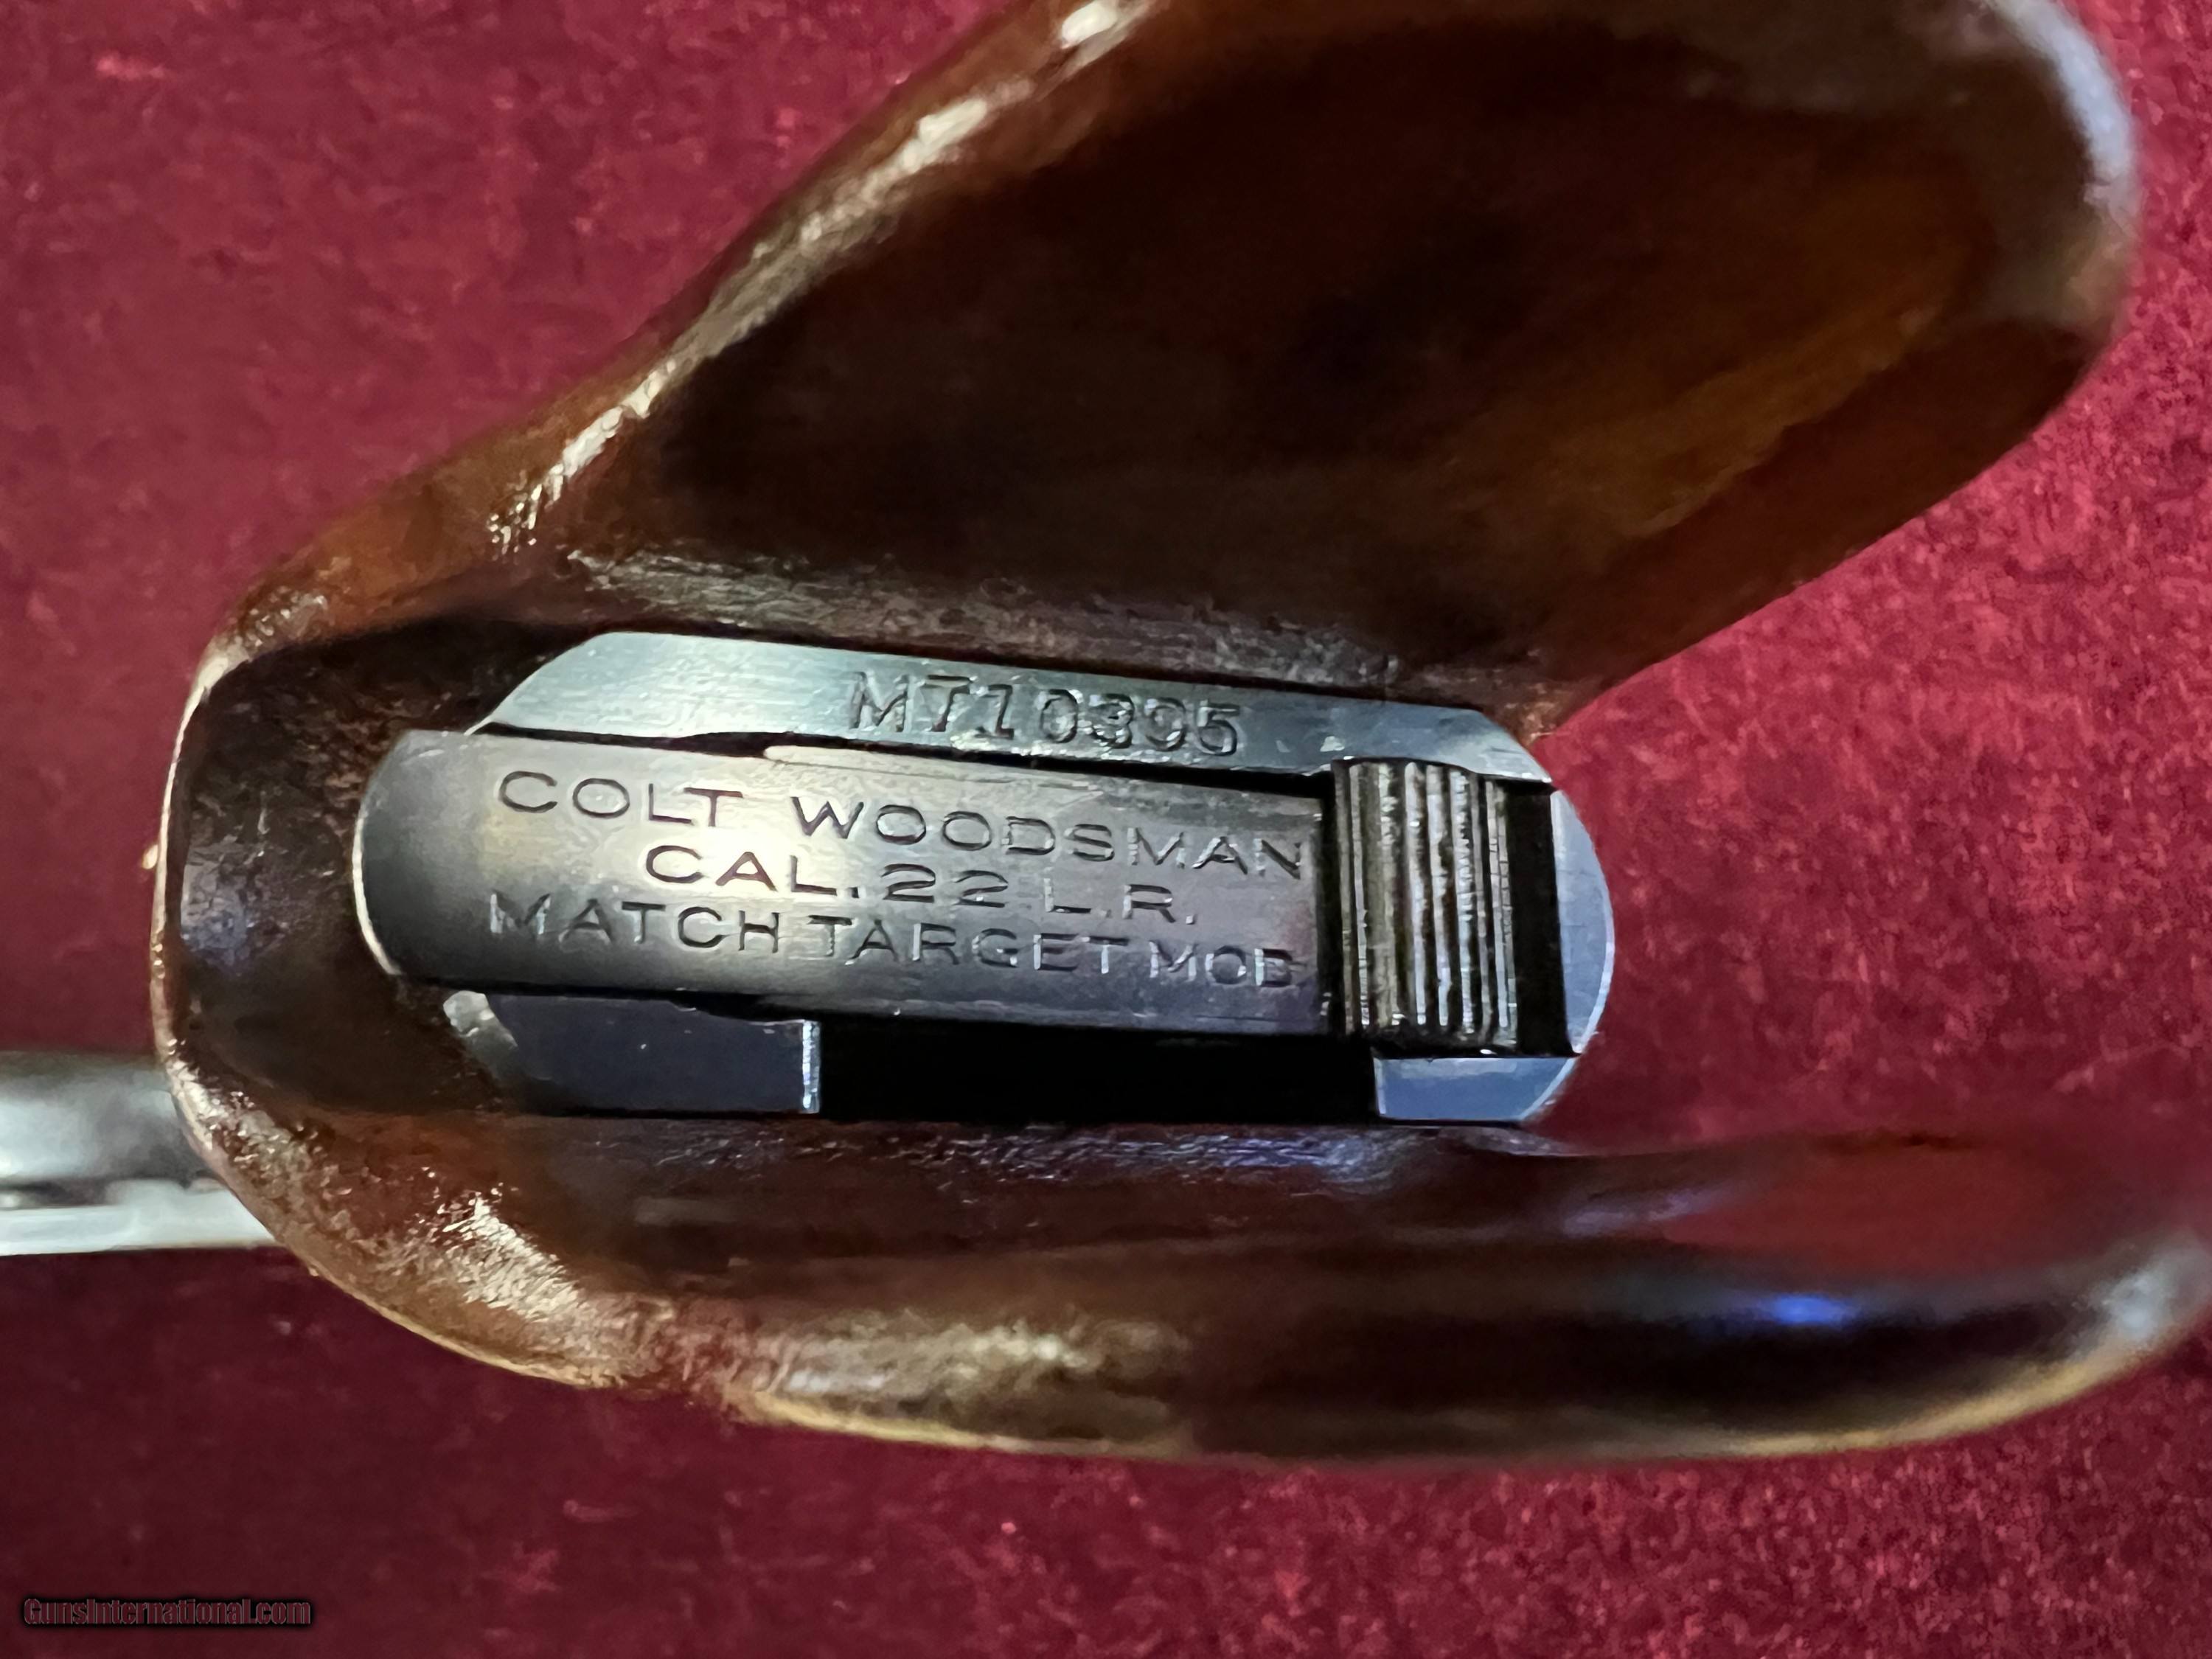 MT10395
COLT WOODSMAN
CAL. 22 L.R.
MATCH TARGET MOD
GunsInternational.com